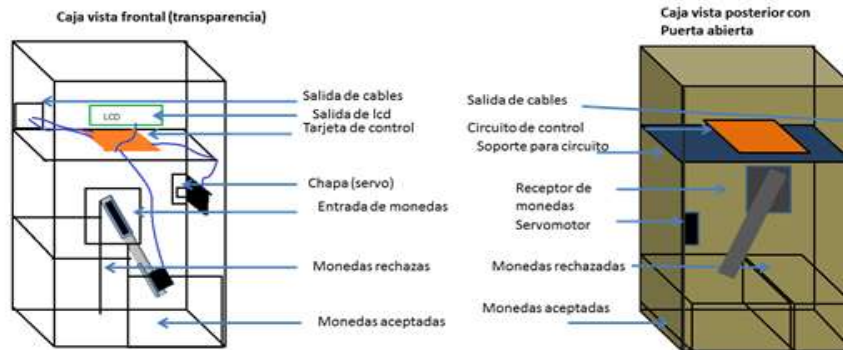 Caja vista frontal (transparencia)
LCD
Salida de cables
Salida de lcd
Tarjeta de control
Chapa (servo)
Entrada de monedas
Monedas rechazas
Monedas aceptadas
Caja vista posterior con
Puerta abierta
Salida de cables
Circuito de control
Soporte para circuito
Receptor de
monedas
Servomotor
Monedas rechazadas
Monedas aceptadas